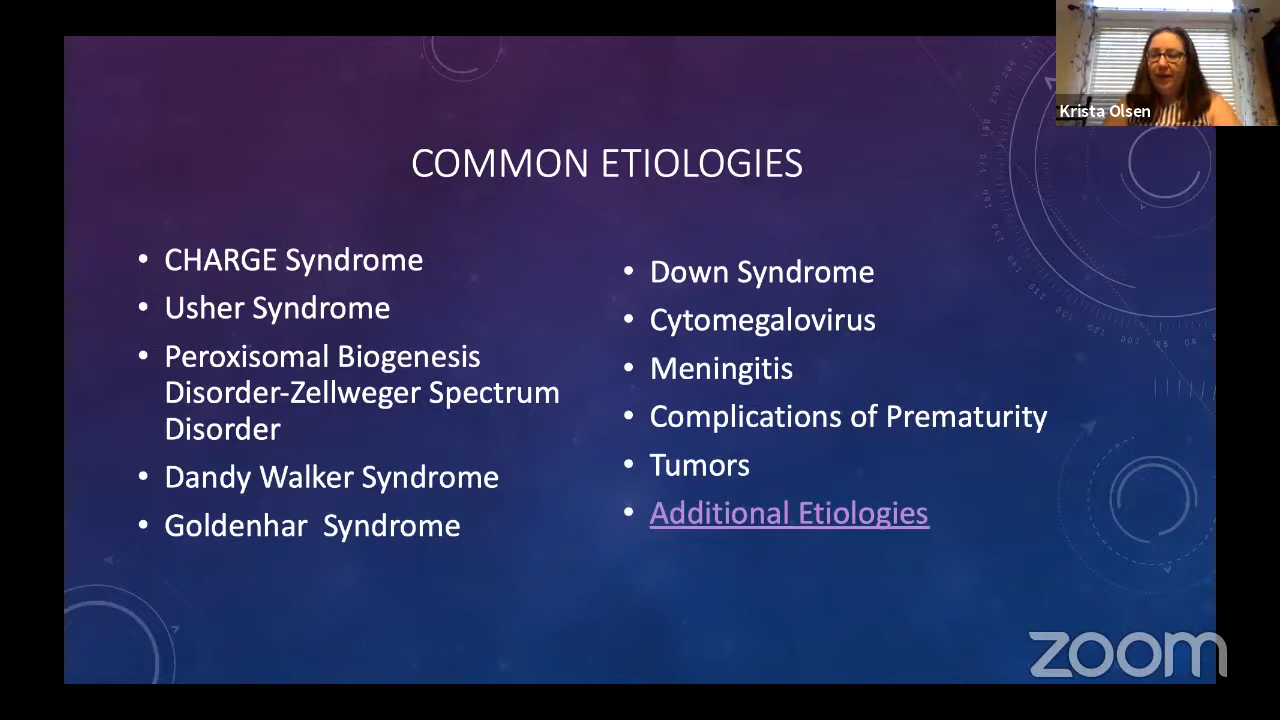 Krista Olsen
COMMON ETIOLOGIES
• CHARGE Syndrome
• Usher Syndrome
• Peroxisomal Biogenesis
Disorder-Zellweger Spectrum
Disorder
• Dandy Walker Syndrome
• Goldenhar  Syndrome
• Down Syndrome
• Cytomegalovirus
• Meningitis
• Complications of Prematurity
• Tumors
• Additional Etiologies
zoom